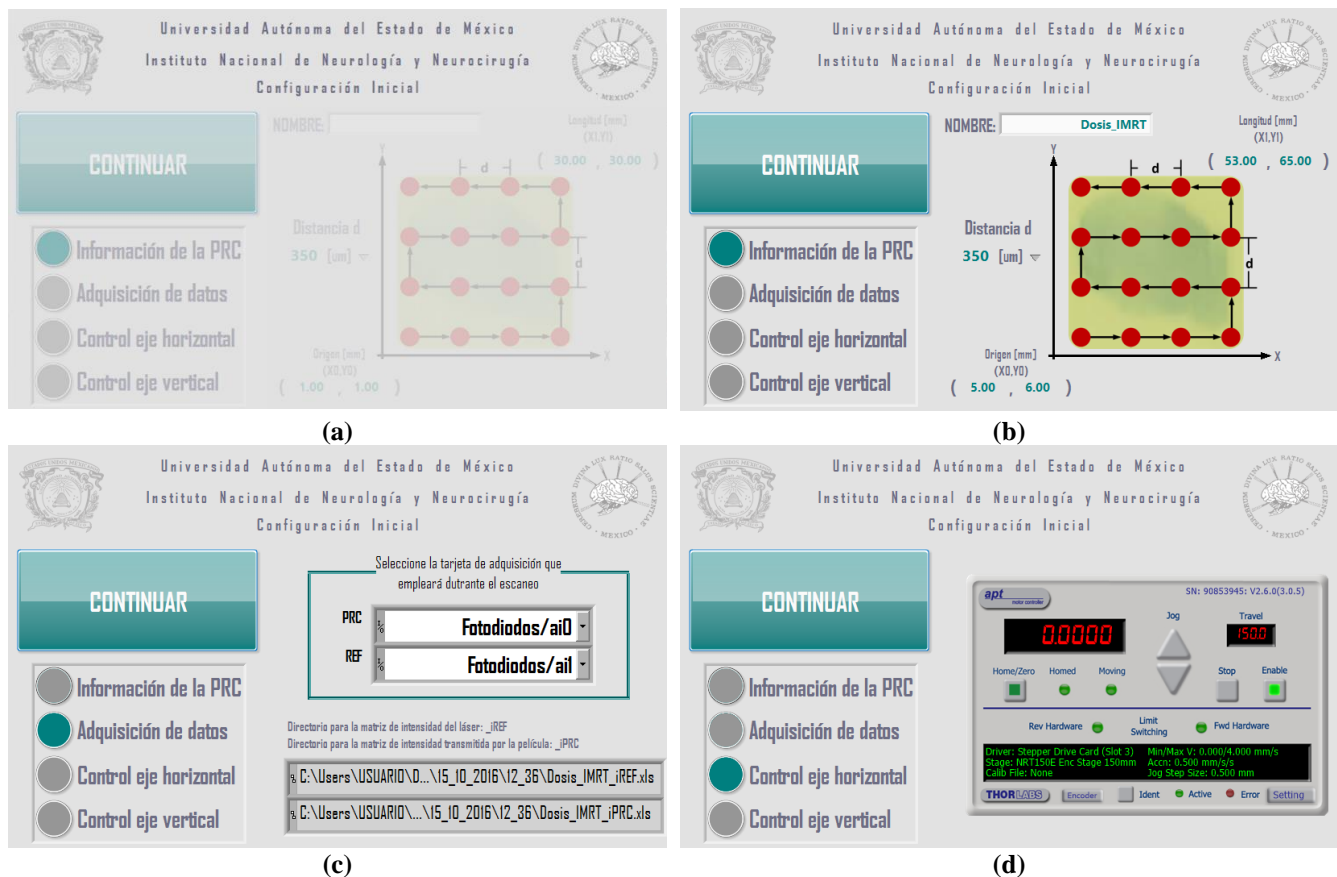 Universidad Autónoma del Estado de México
Instituto Nacional de Neurología y Neurocirugía
Configuración Inicial
CONTINUAR
NOMBRE:
Longitud [mm]
(X1,Y1)
( 30.00 , 30.00 )
Y
d
Distancia d
350 [um]
d
Origen [mm]
(X0,Y0)
( 1.00 , 1.00 )
X
Información de la PRC
Adquisición de datos
Control eje horizontal
Control eje vertical
(a)
Universidad Autónoma del Estado de México
Instituto Nacional de Neurología y Neurocirugía
Configuración Inicial
CONTINUAR
NOMBRE: Dosis_IMRT
Longitud [mm]
(X1,Y1)
( 53.00 , 65.00 )
Y
d
Distancia d
350 [um]
d
Origen [mm]
(X0,Y0)
( 5.00 , 6.00 )
X
Información de la PRC
Adquisición de datos
Control eje horizontal
Control eje vertical
(b)
Universidad Autónoma del Estado de México
Instituto Nacional de Neurología y Neurocirugía
Configuración Inicial
CONTINUAR
Seleccione la tarjeta de adquisición que
empleará dutrante el escaneo
PRC Fotodiodos/ai0
REF Fotodiodos/ai1
Información de la PRC
Adquisición de datos
Control eje horizontal
Control eje vertical
Directorio para la matriz de intensidad del láser: _iREF
Directorio para la matriz de intensidad transmitida por la película: _iPRC
C:\Users\USUARIO\D...\15_10_2016\12_36\Dosis_IMRT_iREF.xls
C:\Users\USUARIO\...\15_10_2016\12_36\Dosis_IMRT_iPRC.xls
(c)
Universidad Autónoma del Estado de México
Instituto Nacional de Neurología y Neurocirugía
Configuración Inicial
CONTINUAR
Información de la PRC
Adquisición de datos
Control eje horizontal
Control eje vertical
apt
motor controller
SN: 90853945: V2.6.0(3.0.5)
0.0000
Jog
Travel
150.0
Home/Zero Homed Moving Stop Enable
Rev Hardware Limit Switching Fwd Hardware
Driver: Stepper Drive Card (Slot 3) Min/Max V: 0.000/4.000 mm/s
Stage: NRT150E Enc Stage 150mm Accn: 0.500 mm/s/s
Calib File: None Jog Step Size: 0.500 mm
THORLABS Encoder Ident Active Error Setting
(d)